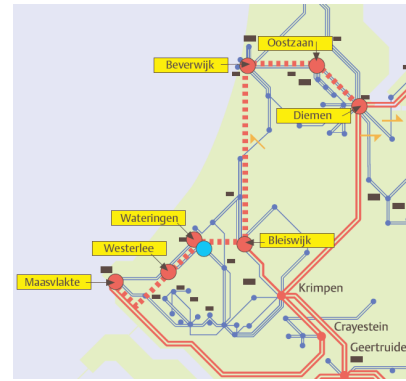 Oostzaan
Beverwijk
Diemen
Wateringen
Westerlee
Bleiswijk
Maasvlakte
Krimpen
Crayestein
Geertruide